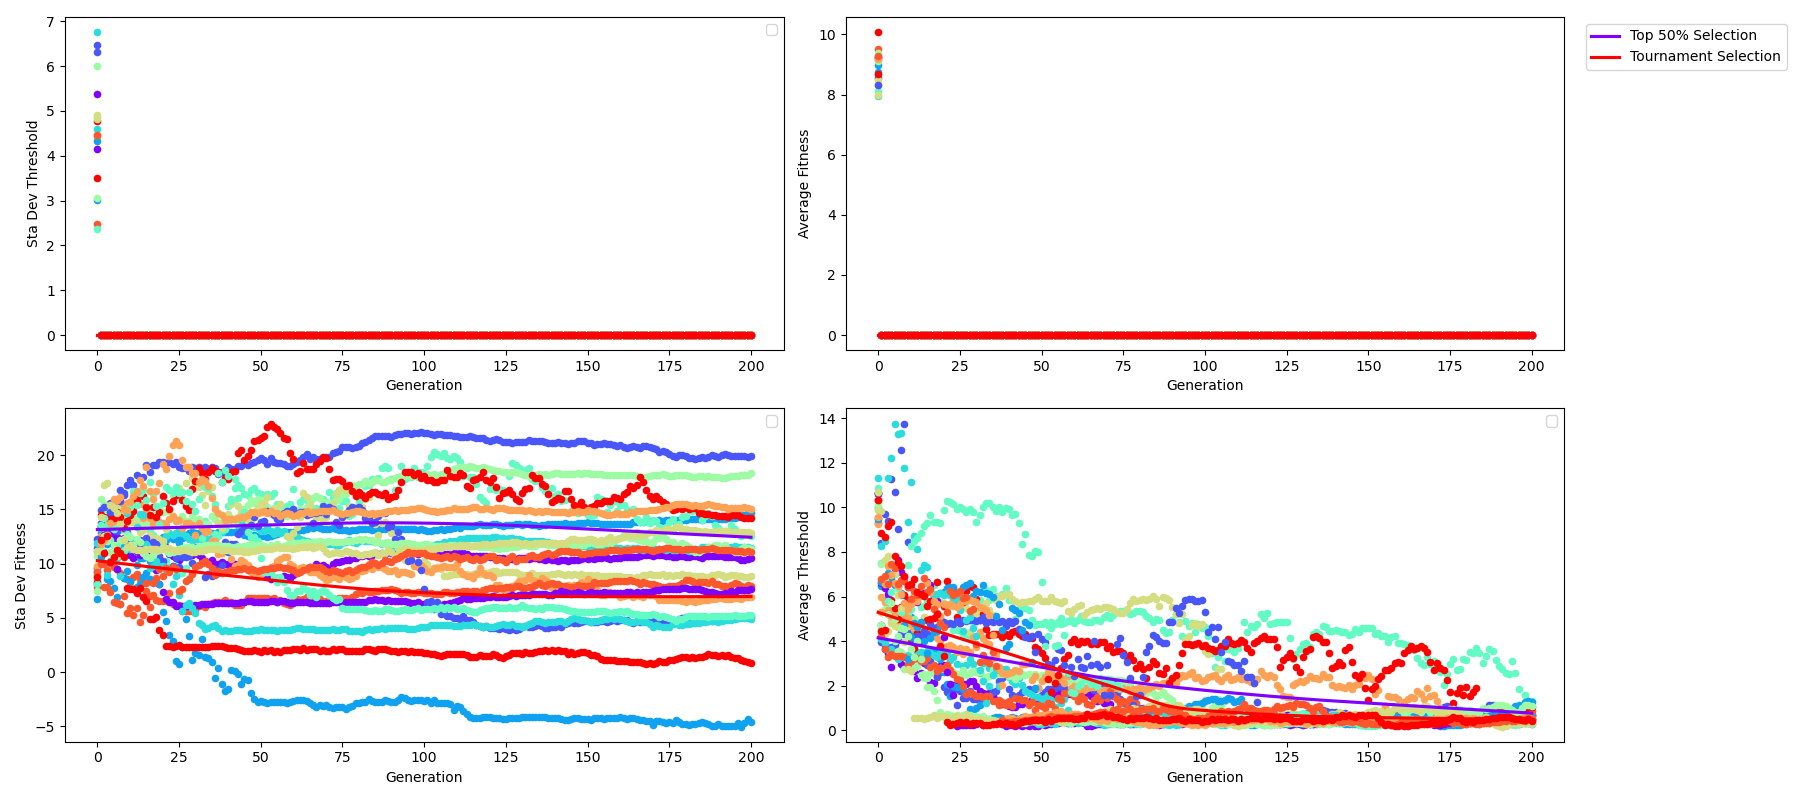 7
6
5
4
3
2
1
0
Sta Dev Threshold
0 25 50 75 100 125 150 175 200
Generation
10
8
6
4
2
0
Average Fitness
0 25 50 75 100 125 150 175 200
Generation
Top 50% Selection
Tournament Selection
20
15
10
5
0
−5
Sta Dev Fitness
0 25 50 75 100 125 150 175 200
Generation
14
12
10
8
6
4
2
0
Average Threshold
0 25 50 75 100 125 150 175 200
Generation